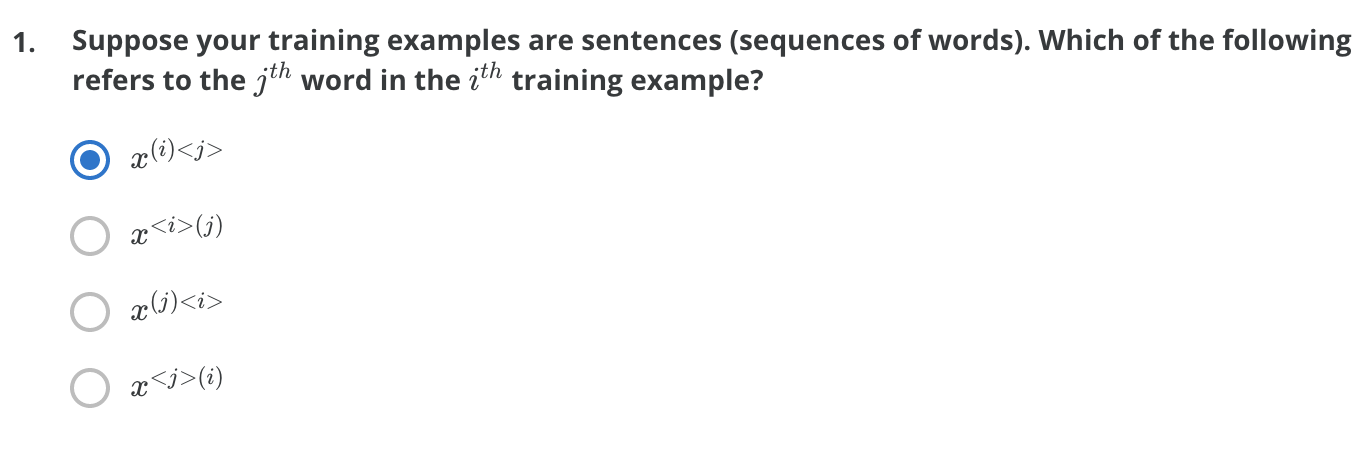 1. Suppose your training examples are sentences (sequences of words). Which of the following
refers to the $j^{th}$ word in the $i^{th}$ training example?
$x^{(i)<j>}$
$x^{<i>(j)}$
$x^{(j)<i>}$
$x^{<j>(i)}$